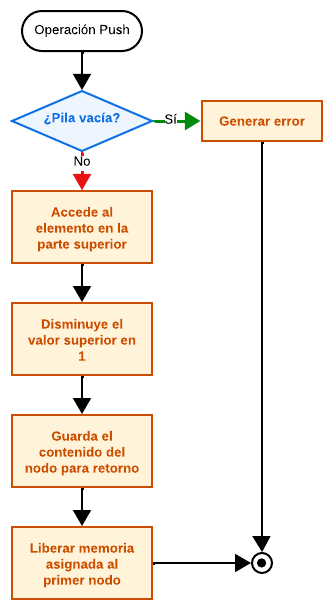 Operación Push
¿Pila vacía?
Sí
Generar error
No
Accede al
elemento en la
parte superior
Disminuye el
valor superior en
1
Guarda el
contenido del
nodo para retorno
Liberar memoria
asignada al
primer nodo